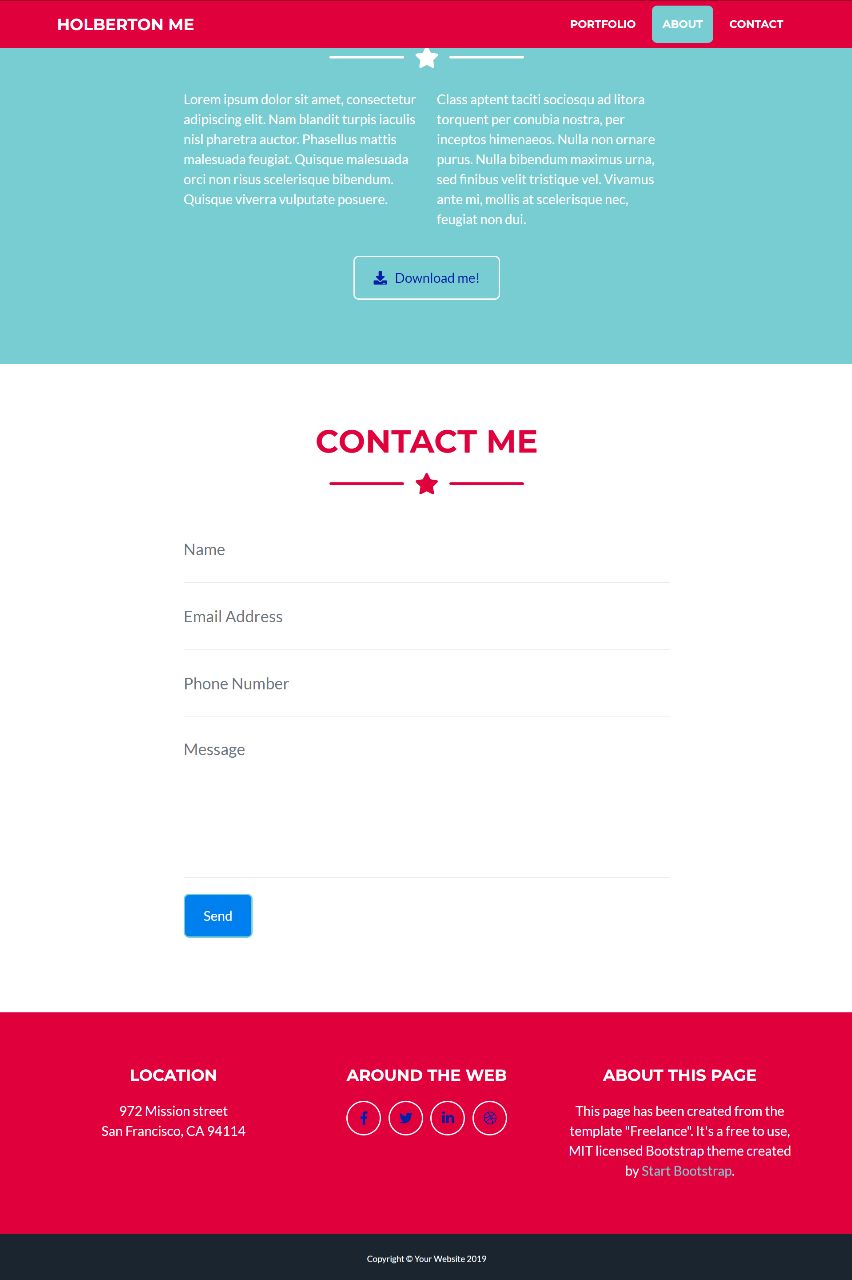 HOLBERTON ME
PORTFOLIO
ABOUT
CONTACT
Lorem ipsum dolor sit amet, consectetur
adipiscing elit. Nam blandit turpis iaculis
nisl pharetra auctor. Phasellus mattis
malesuada feugiat. Quisque malesuada
orci non risus scelerisque bibendum.
Quisque viverra vulputate posuere.
Class aptent taciti sociosqu ad litora
torquent per conubia nostra, per
inceptos himenaeos. Nulla non ornare
purus. Nulla bibendum maximus urna,
sed finibus velit tristique vel. Vivamus
ante mi, mollis at scelerisque nec,
feugiat non dui.
Download me!
CONTACT ME
Name
Email Address
Phone Number
Message
Send
LOCATION
972 Mission street
San Francisco, CA 94114
AROUND THE WEB
ABOUT THIS PAGE
This page has been created from the
template "Freelance". It's a free to use,
MIT licensed Bootstrap theme created
by Start Bootstrap.
Copyright © Your Website 2019